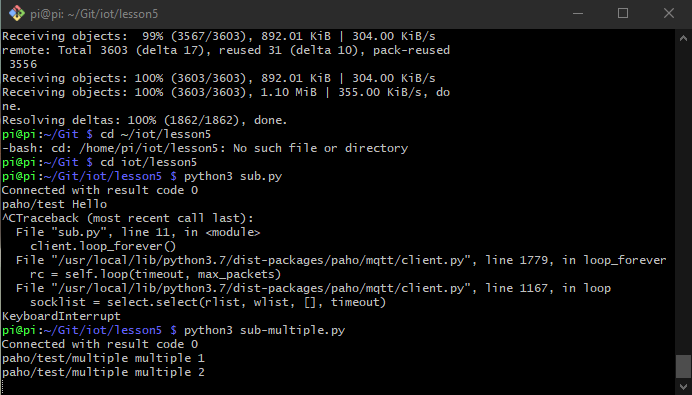 pi@pi: ~/Git/iot/lesson5
Receiving objects:  99% (3567/3603), 892.01 KiB | 304.00 KiB/s
remote: Total 3603 (delta 17), reused 31 (delta 10), pack-reused
 3556
Receiving objects: 100% (3603/3603), 892.01 KiB | 304.00 KiB/s
Receiving objects: 100% (3603/3603), 1.10 MiB | 355.00 KiB/s, do
ne.
Resolving deltas: 100% (1862/1862), done.
pi@pi:~/Git $ cd ~/iot/lesson5
-bash: cd: /home/pi/iot/lesson5: No such file or directory
pi@pi:~/Git $ cd iot/lesson5
pi@pi:~/Git/iot/lesson5 $ python3 sub.py
Connected with result code 0
paho/test Hello
^CTraceback (most recent call last):
  File "sub.py", line 11, in <module>
    client.loop_forever()
  File "/usr/local/lib/python3.7/dist-packages/paho/mqtt/client.py", line 1779, in loop_forever
    rc = self.loop(timeout, max_packets)
  File "/usr/local/lib/python3.7/dist-packages/paho/mqtt/client.py", line 1167, in loop
    socklist = select.select(rlist, wlist, [], timeout)
KeyboardInterrupt
pi@pi:~/Git/iot/lesson5 $ python3 sub-multiple.py
Connected with result code 0
paho/test/multiple multiple 1
paho/test/multiple multiple 2